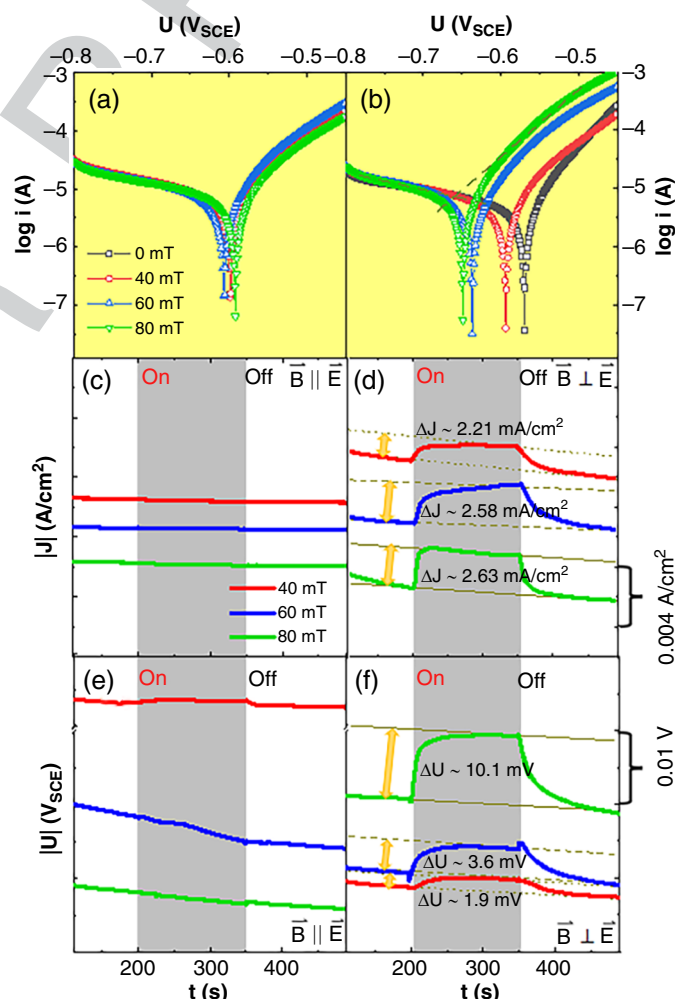 U (V_SCE) U (V_SCE)
−0.8 −0.7 −0.6 −0.5 −0.8 −0.7 −0.6 −0.5
−3 −3
(a) (b)
−4 −4
−5 −5
−6 −6
−7 −7
log i (A)
log i (A)
0 mT
40 mT
60 mT
80 mT
(c) On Off B || E
(d) On Off B ⊥ E
ΔJ ~ 2.21 mA/cm²
ΔJ ~ 2.58 mA/cm²
ΔJ ~ 2.63 mA/cm²
|J| (A/cm²)
40 mT
60 mT
80 mT
0.004 A/cm²
(e) On Off
(f) On Off
ΔU ~ 10.1 mV
ΔU ~ 3.6 mV
ΔU ~ 1.9 mV
|U| (V_SCE)
0.01 V
B || E B ⊥ E
200 300 400 200 300 400
t (s) t (s)